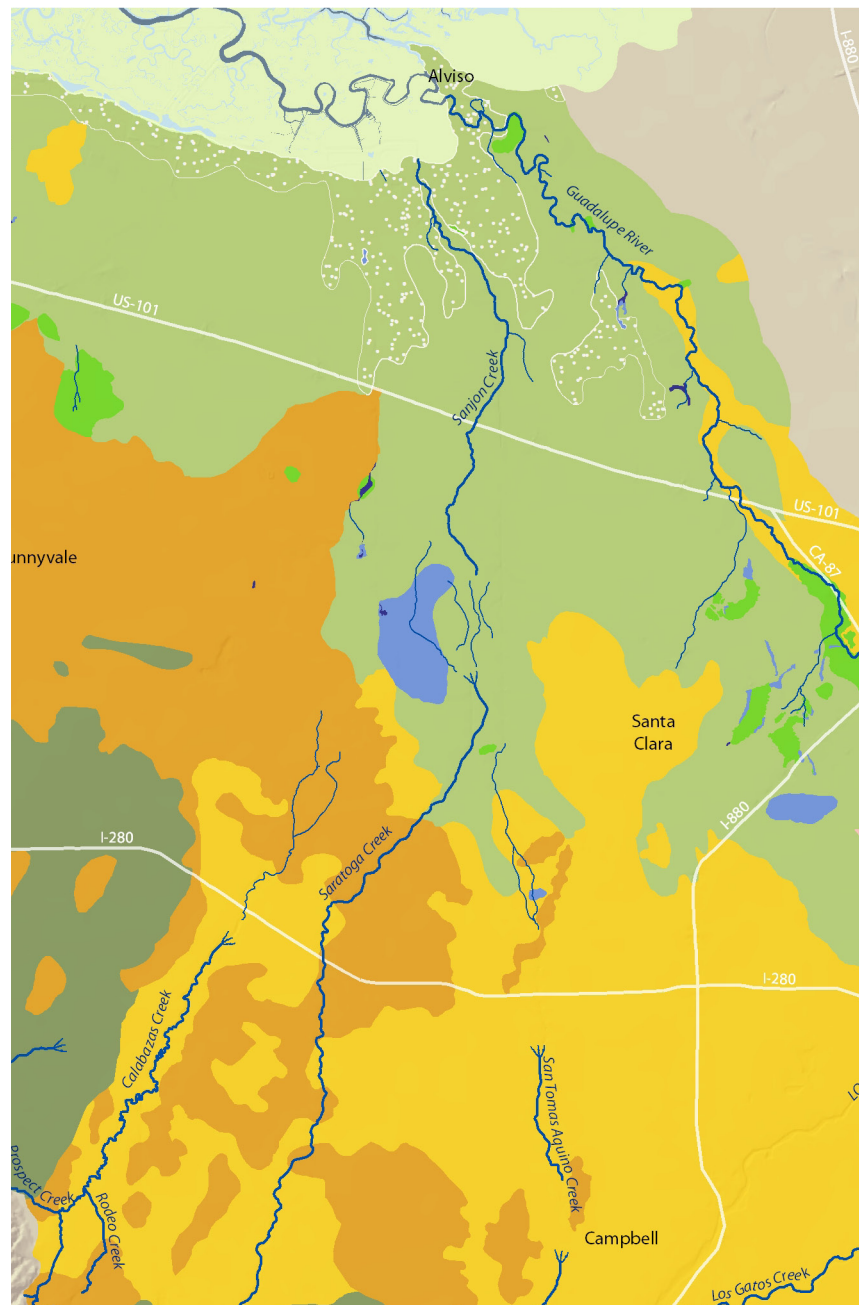 I-880
Alviso
Guadalupe River
US-101
Sanjon Creek
US-101
unnyvale
CA-87
Santa
Clara
I-880
I-280
Saratoga Creek
I-280
Calabazas Creek
San Tomas Aquino Creek
LO
Prospect Creek
Rodeo Creek
Campbell
Los Gatos Creek